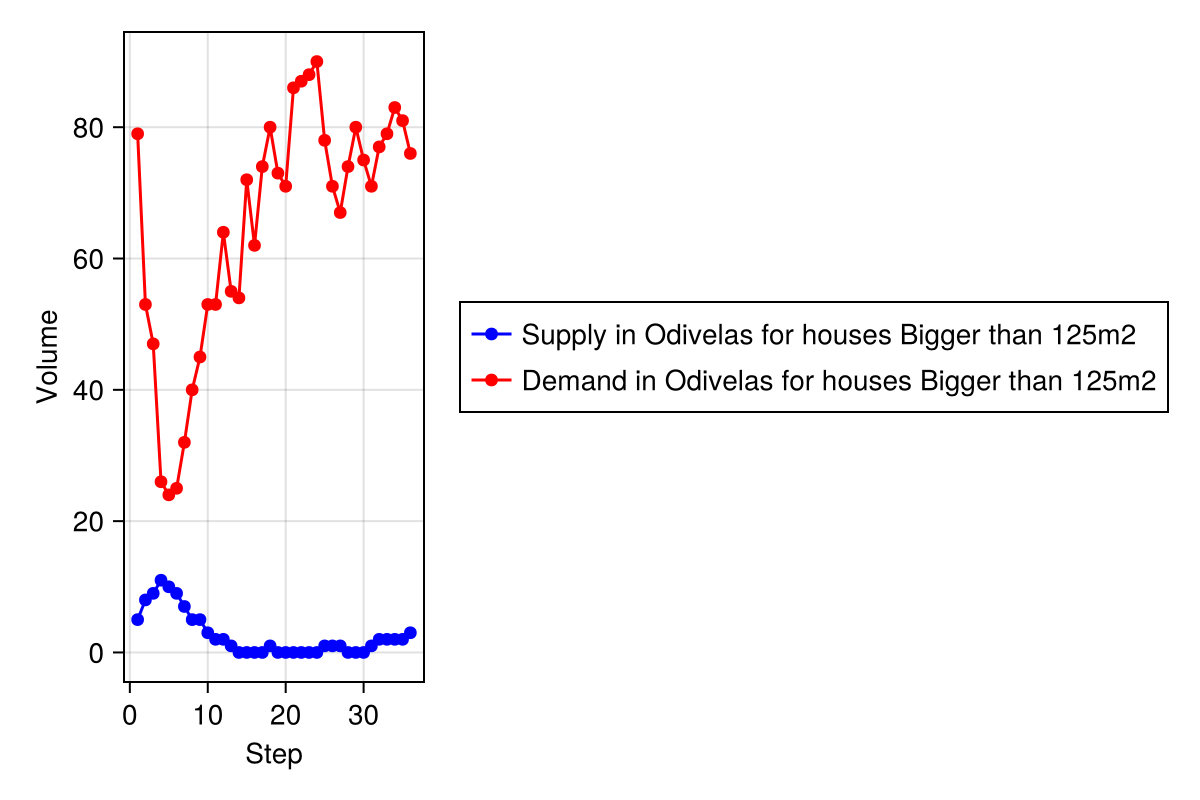 80
60
40
20
0
Volume
0 10 20 30
Step
Supply in Odivelas for houses Bigger than 125m2
Demand in Odivelas for houses Bigger than 125m2